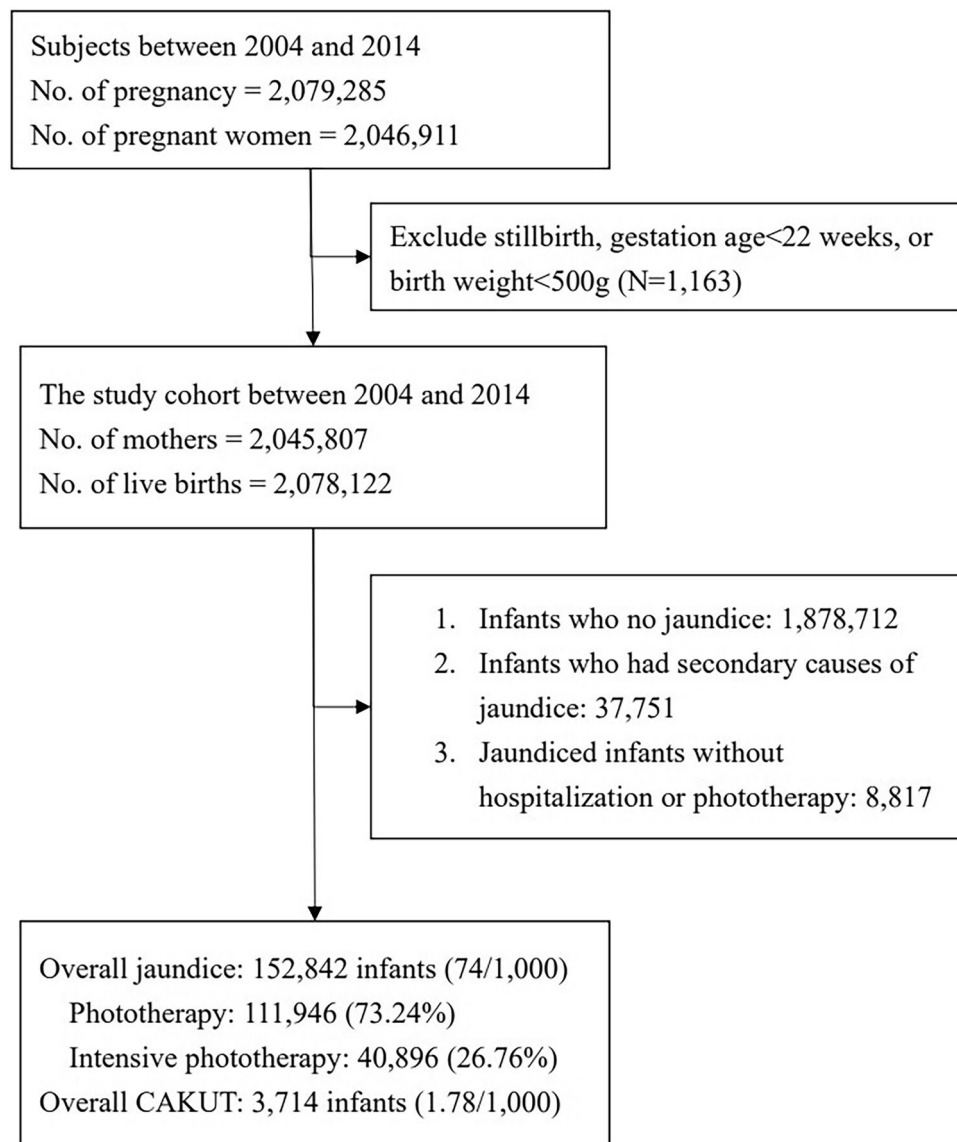 Subjects between 2004 and 2014
No. of pregnancy = 2,079,285
No. of pregnant women = 2,046,911
Exclude stillbirth, gestation age<22 weeks, or
birth weight<500g (N=1,163)
The study cohort between 2004 and 2014
No. of mothers = 2,045,807
No. of live births = 2,078,122
1. Infants who no jaundice: 1,878,712
2. Infants who had secondary causes of
jaundice: 37,751
3. Jaundiced infants without
hospitalization or phototherapy: 8,817
Overall jaundice: 152,842 infants (74/1,000)
Phototherapy: 111,946 (73.24%)
Intensive phototherapy: 40,896 (26.76%)
Overall CAKUT: 3,714 infants (1.78/1,000)